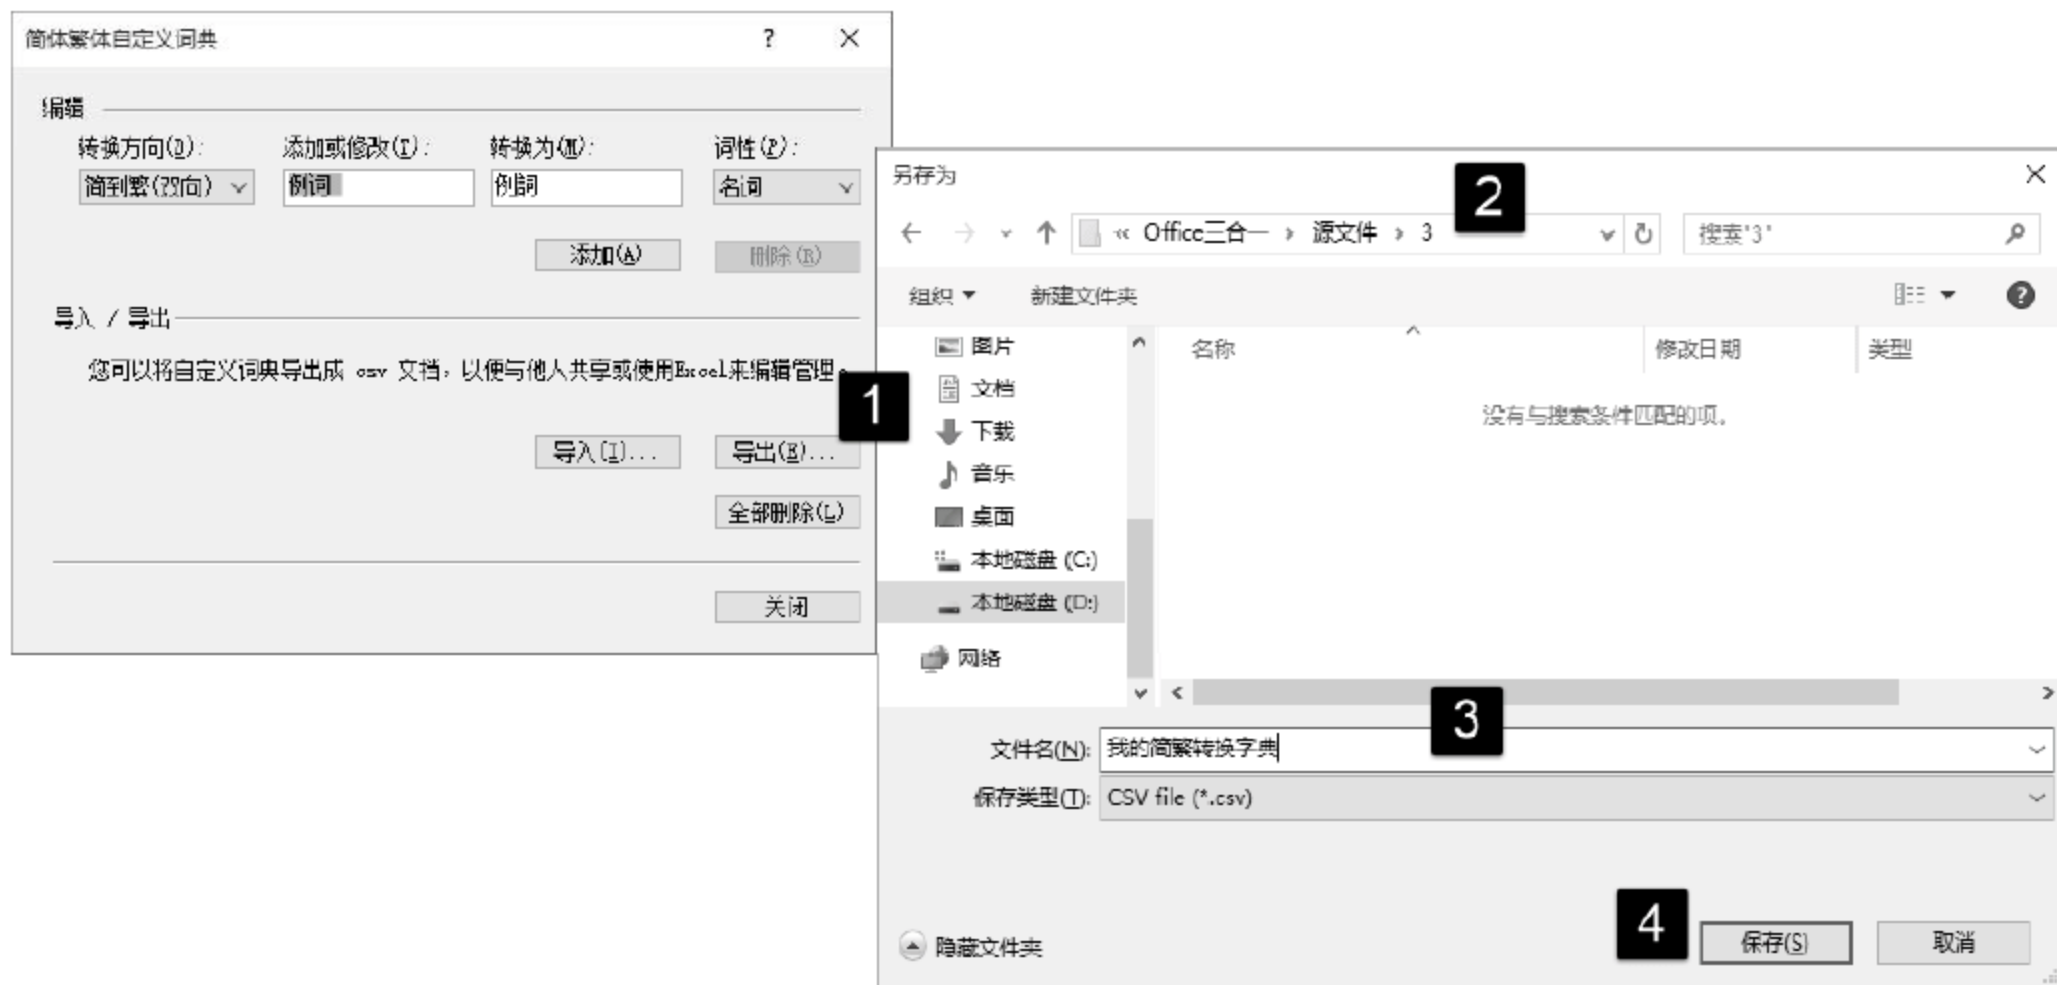 简体繁体自定义词典
?
编辑
转换方向(D):
添加或修改(T):
转换为(M):
词性(P):
简到繁(双向)
例词
例詞
名词
添加(A)
删除(R)
导入 / 导出
您可以将自定义词典导出成 csv 文档，以便与他人共享或使用Excel来编辑管理。
1
导入(I)...
导出(E)...
全部删除(L)
关闭
另存为
2
« Office三合一 › 源文件 › 3
搜索"3"
组织
新建文件夹
?
图片
文档
下载
音乐
桌面
本地磁盘 (C:)
本地磁盘 (D:)
网络
名称
修改日期
类型
没有与搜索条件匹配的项。
3
文件名(N):
我的简繁转换字典
保存类型(T):
CSV file (*.csv)
隐藏文件夹
4
保存(S)
取消